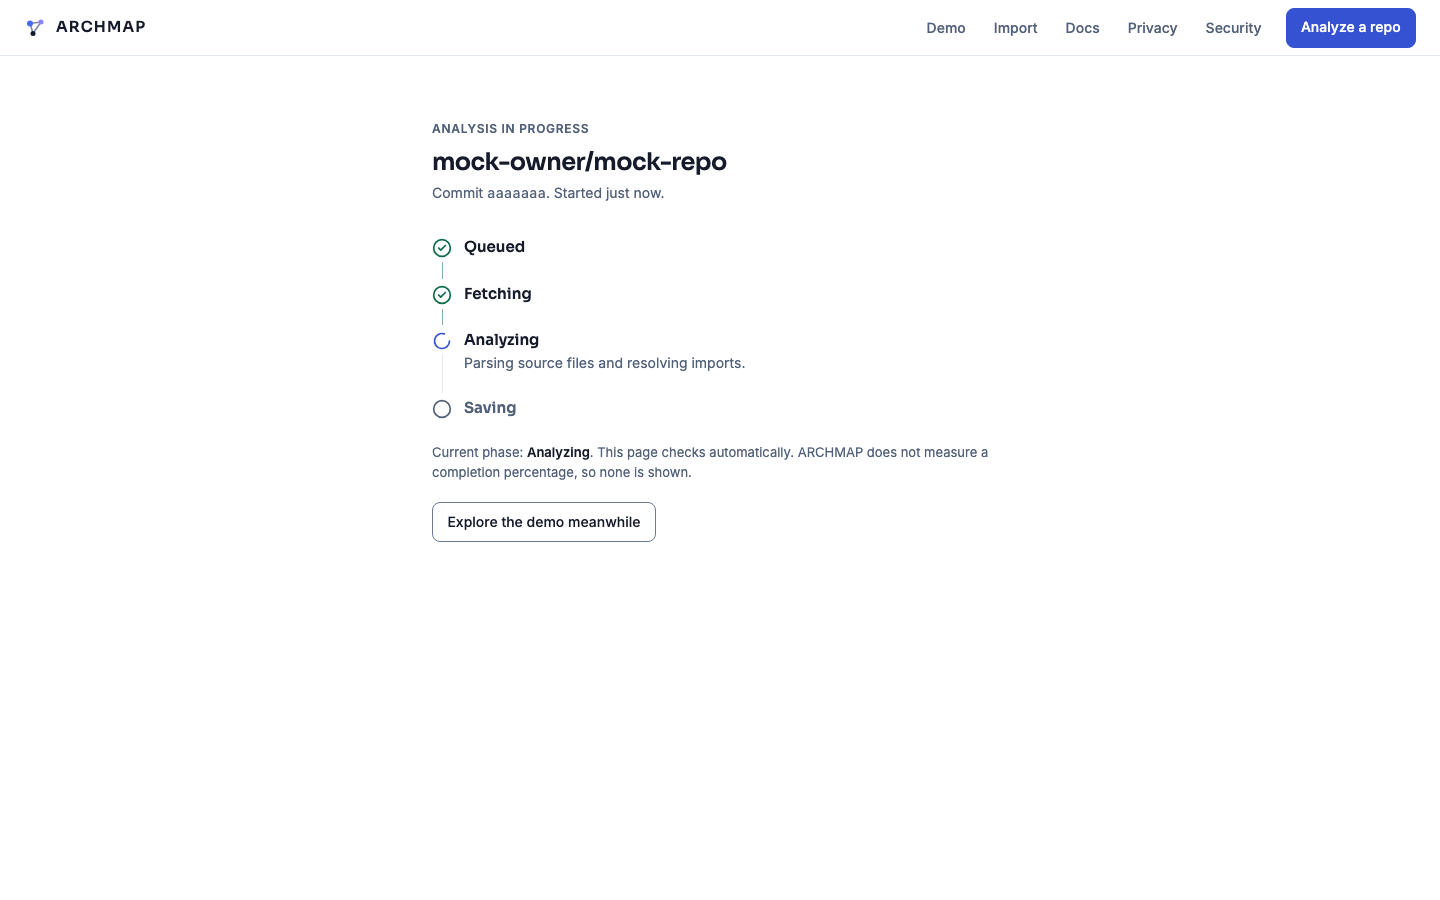 ARCHMAP
Demo
Import
Docs
Privacy
Security
Analyze a repo
ANALYSIS IN PROGRESS
mock-owner/mock-repo
Commit aaaaaaa. Started just now.
Queued
Fetching
Analyzing
Parsing source files and resolving imports.
Saving
Current phase: Analyzing. This page checks automatically. ARCHMAP does not measure a
completion percentage, so none is shown.
Explore the demo meanwhile